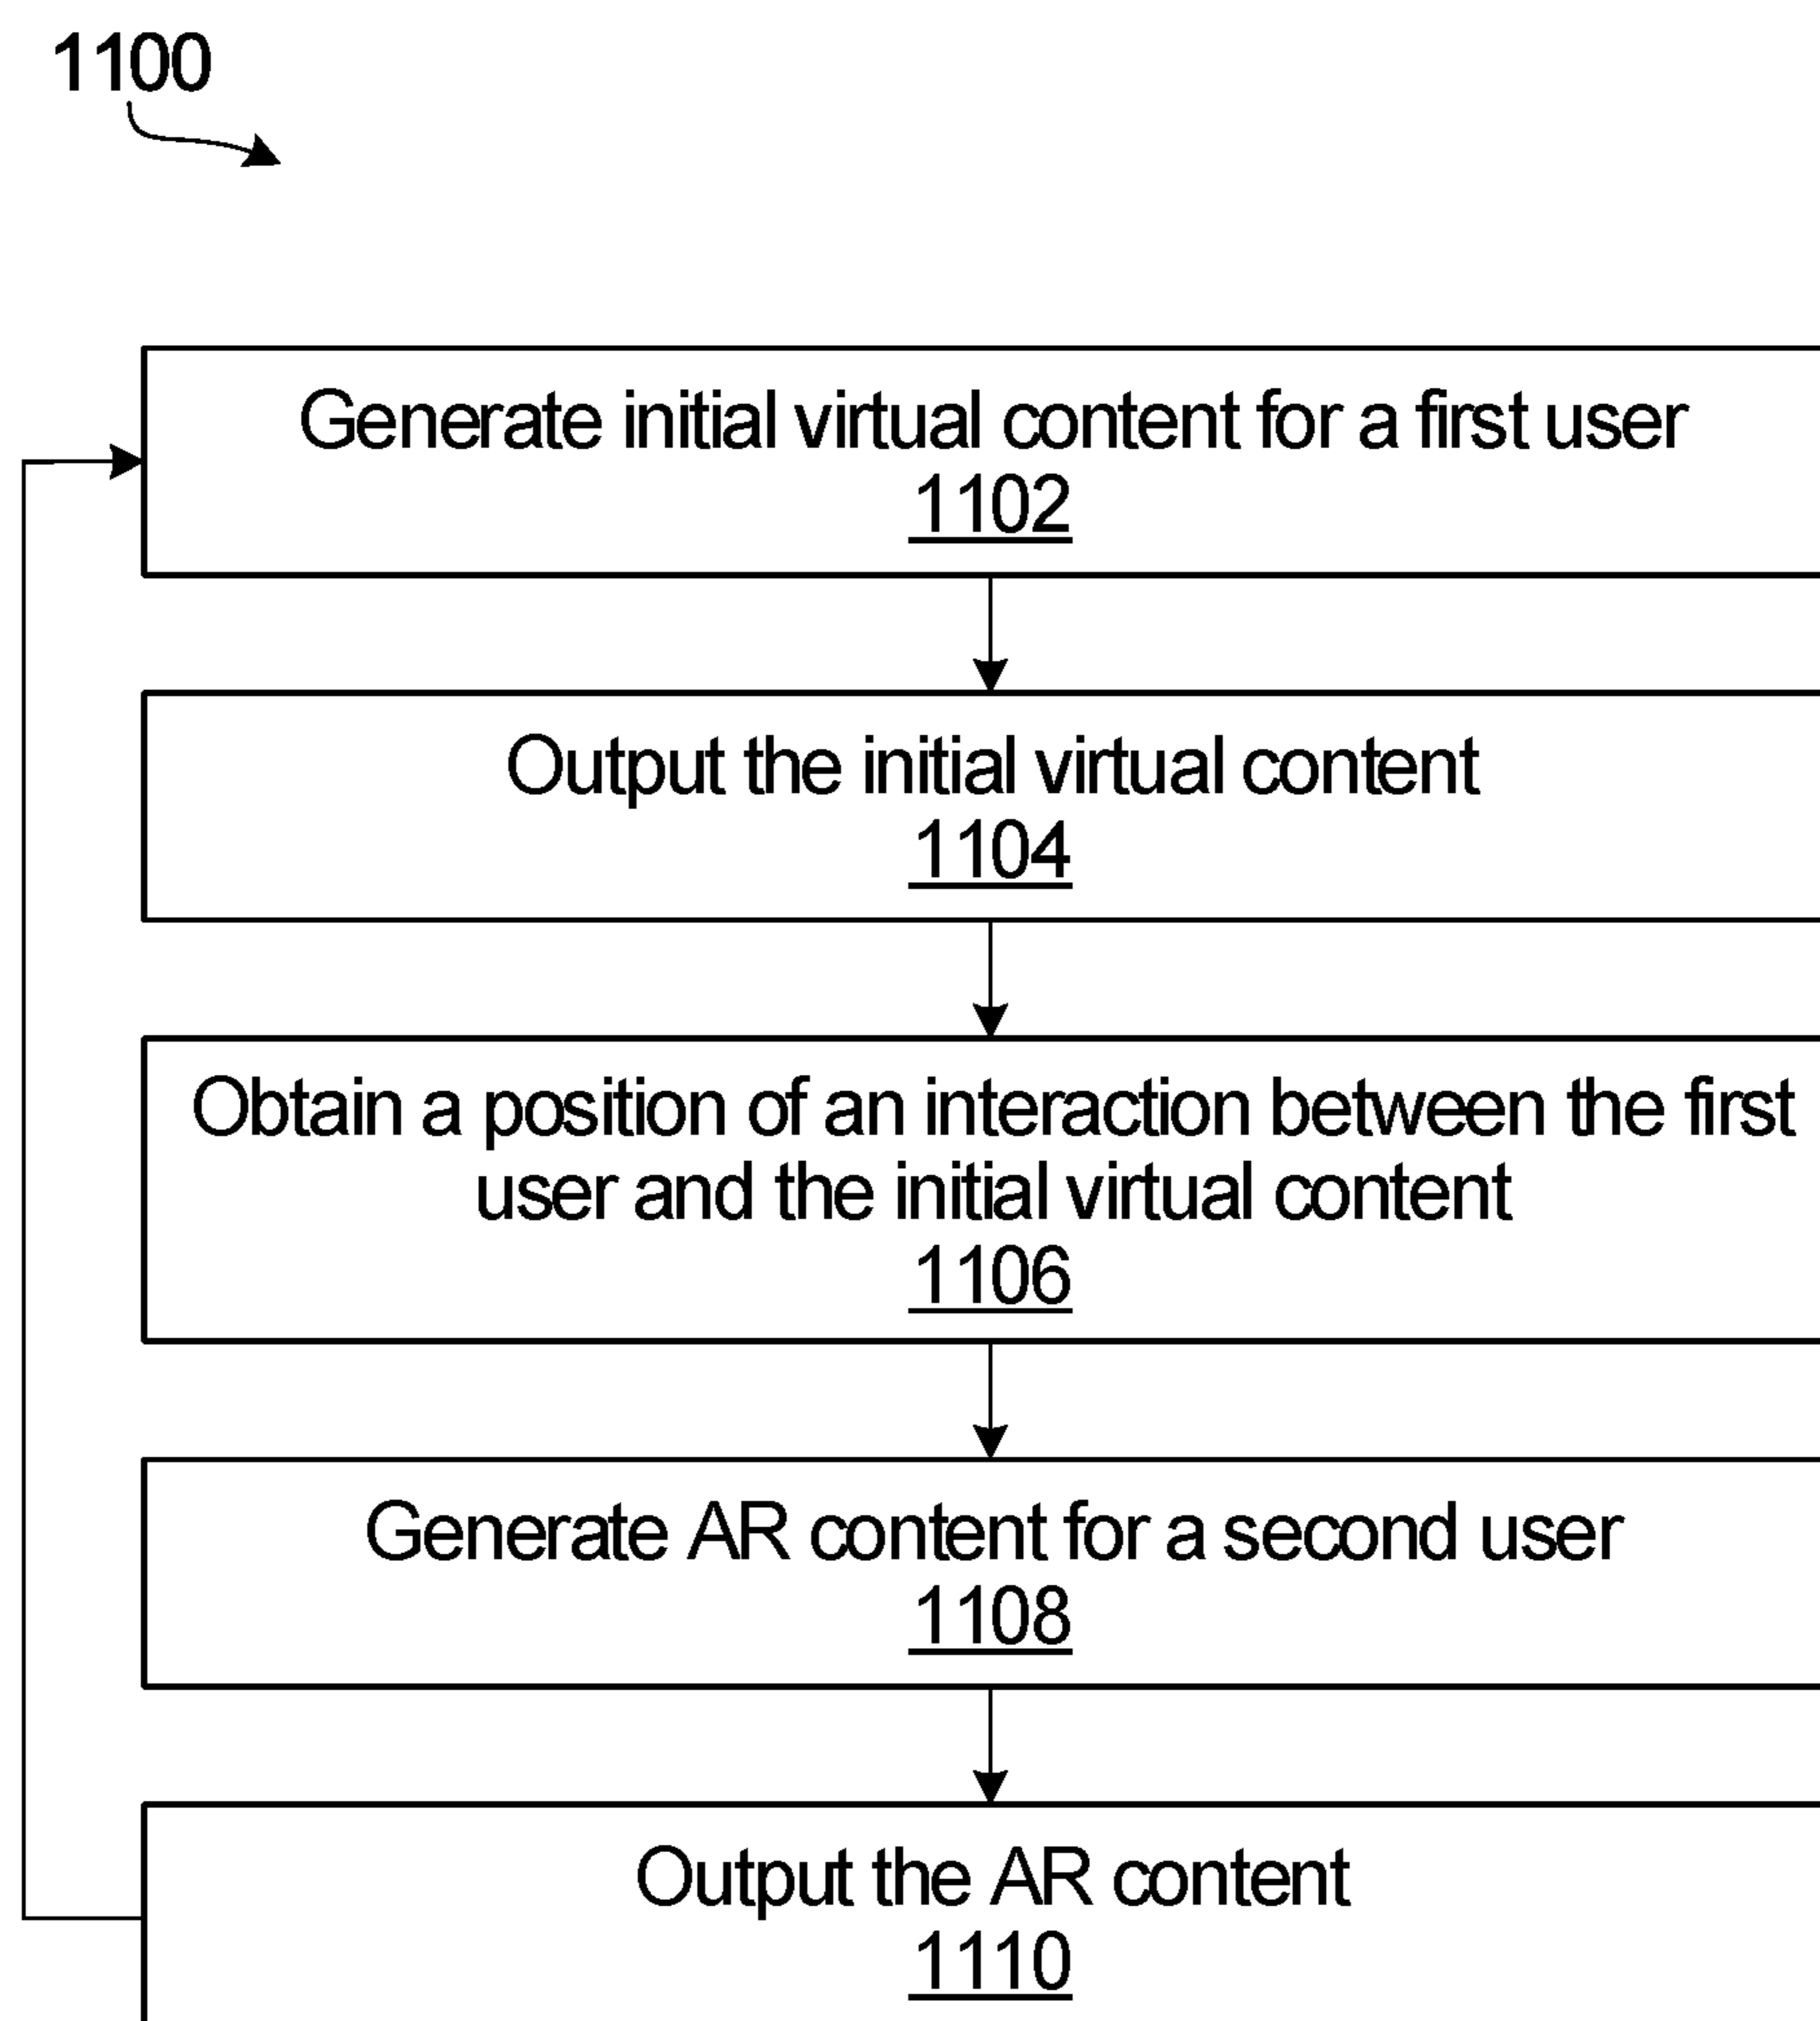 1100
Generate initial virtual content for a first user
1102
Output the initial virtual content
1104
Obtain a position of an interaction between the first
user and the initial virtual content
1106
Generate AR content for a second user
1108
Output the AR content
1110